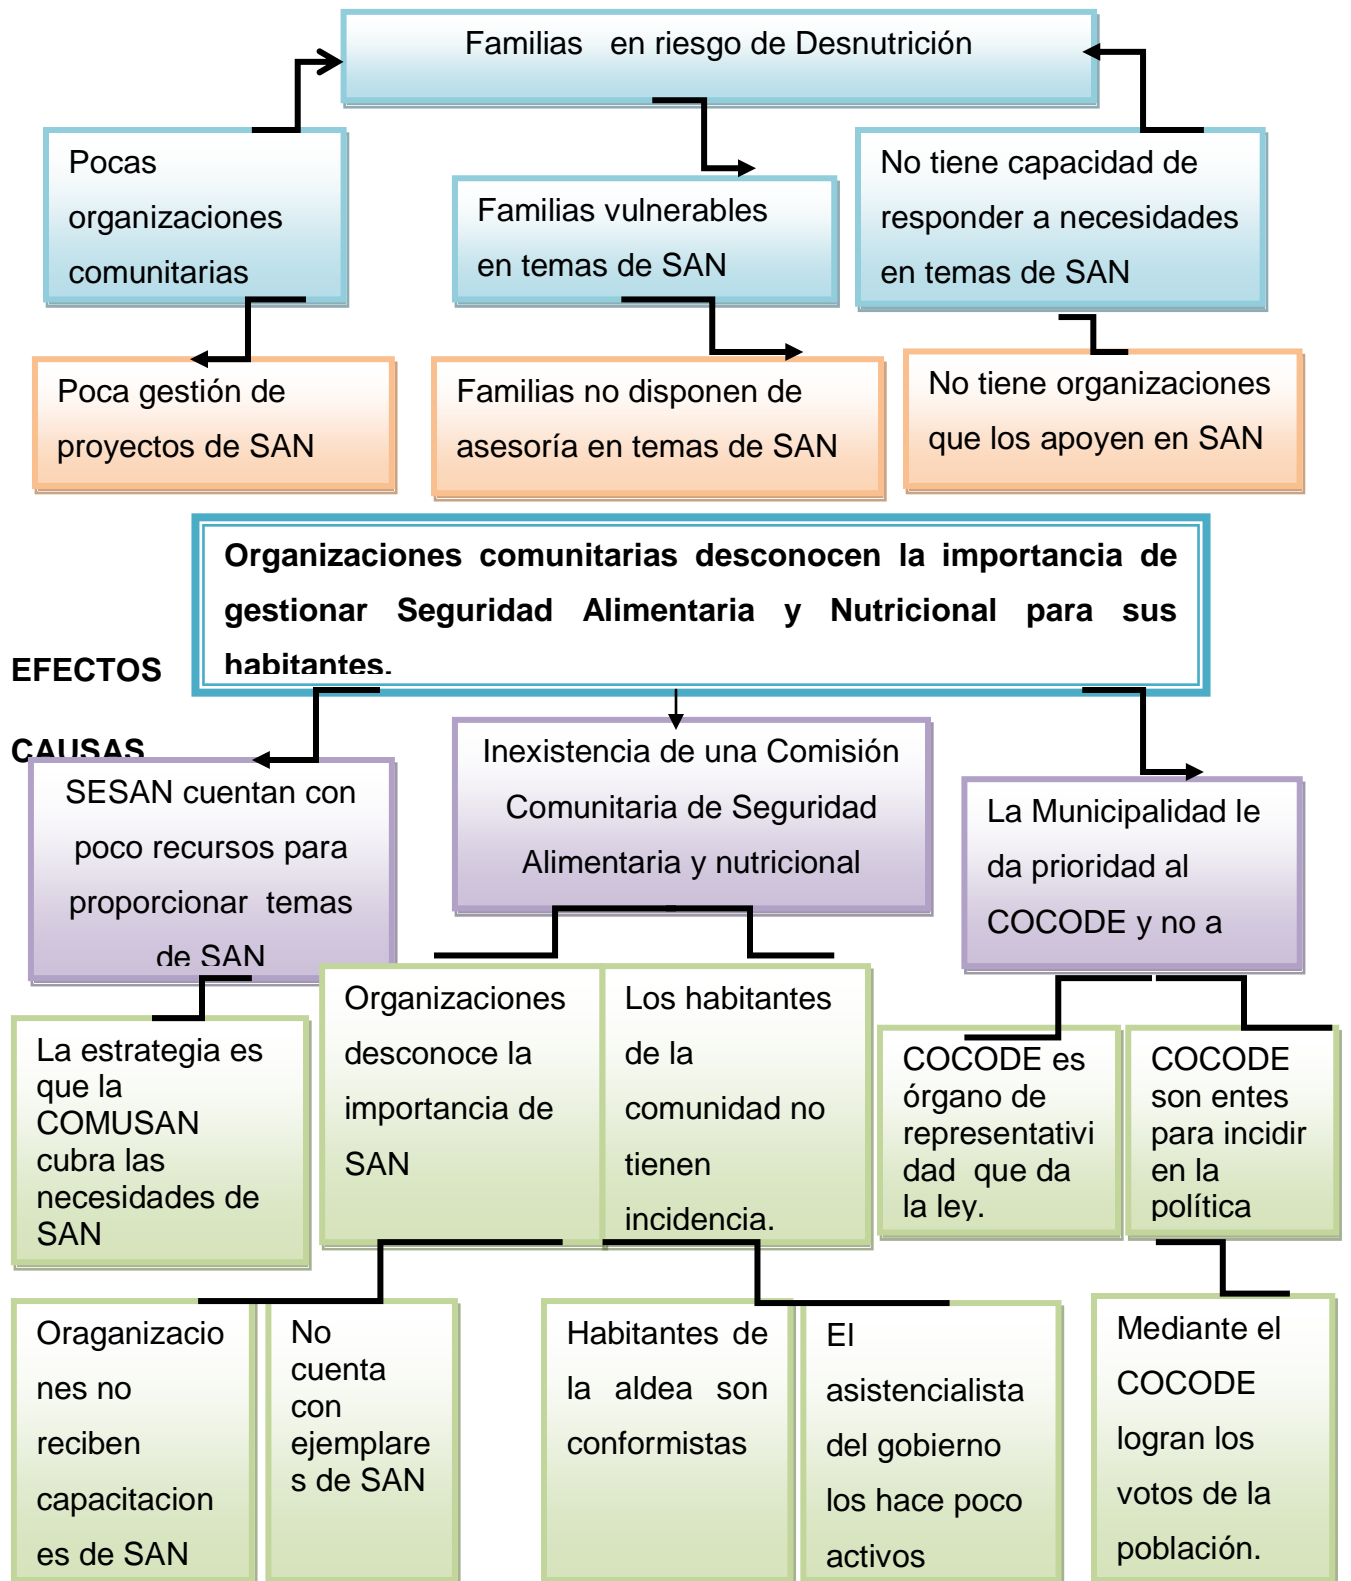 Familias en riesgo de Desnutrición
Pocas
organizaciones
comunitarias
Familias vulnerables
en temas de SAN
No tiene capacidad de
responder a necesidades
en temas de SAN
Poca gestión de
proyectos de SAN
Familias no disponen de
asesoría en temas de SAN
No tiene organizaciones
que los apoyen en SAN
Organizaciones comunitarias desconocen la importancia de
gestionar Seguridad Alimentaria y Nutricional para sus
habitantes.
EFECTOS
CAUSAS
SESAN cuentan con
poco recursos para
proporcionar temas
de SAN
Inexistencia de una Comisión
Comunitaria de Seguridad
Alimentaria y nutricional
La Municipalidad le
da prioridad al
COCODE y no a
La estrategia es
que la
COMUSAN
cubra las
necesidades de
SAN
Organizaciones
desconoce la
importancia de
SAN
Los habitantes
de la
comunidad no
tienen
incidencia.
COCODE es
órgano de
representativi
dad que da
la ley.
COCODE
son entes
para incidir
en la
política
Oraganizacio
nes no
reciben
capacitacion
es de SAN
No
cuenta
con
ejemplare
s de SAN
Habitantes de
la aldea son
conformistas
El
asistencialista
del gobierno
los hace poco
activos
Mediante el
COCODE
logran los
votos de la
población.